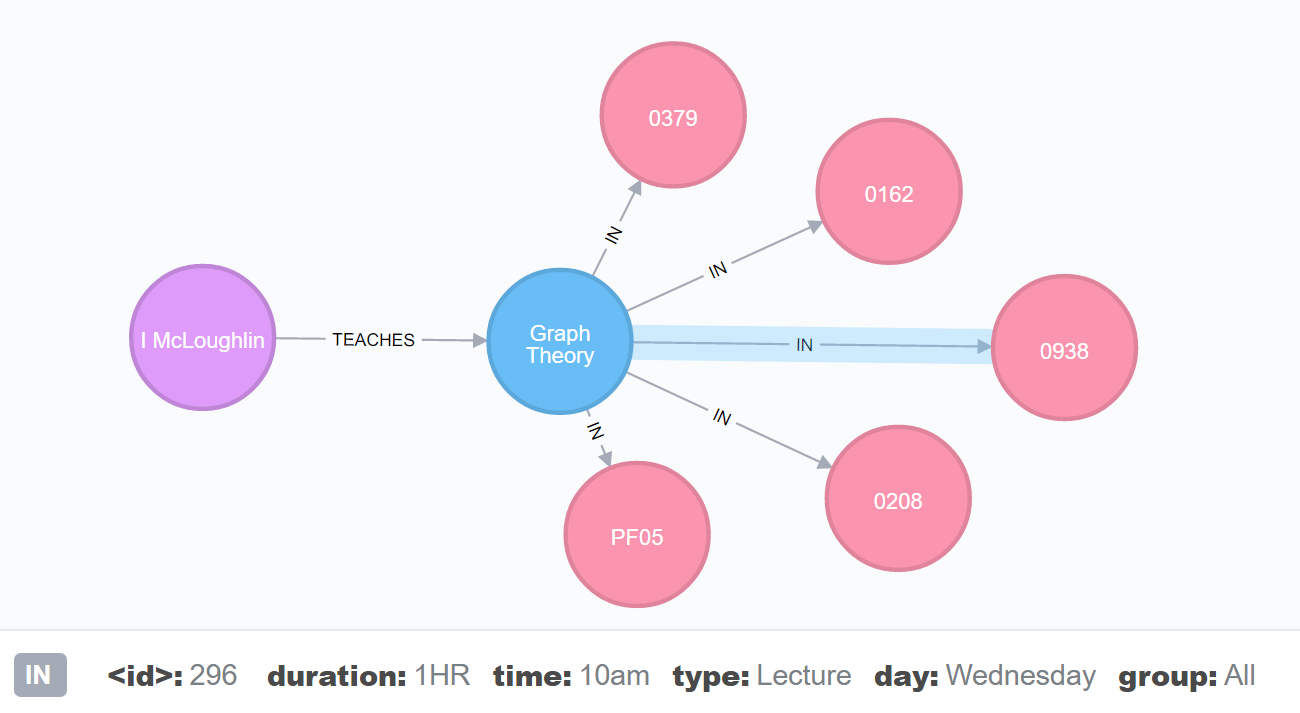 0379
0162
IN
IN
I McLoughlin
TEACHES
Graph
Theory
IN
0938
IN
IN
0208
PF05
IN <id>: 296 duration: 1HR time: 10am type: Lecture day: Wednesday group: All